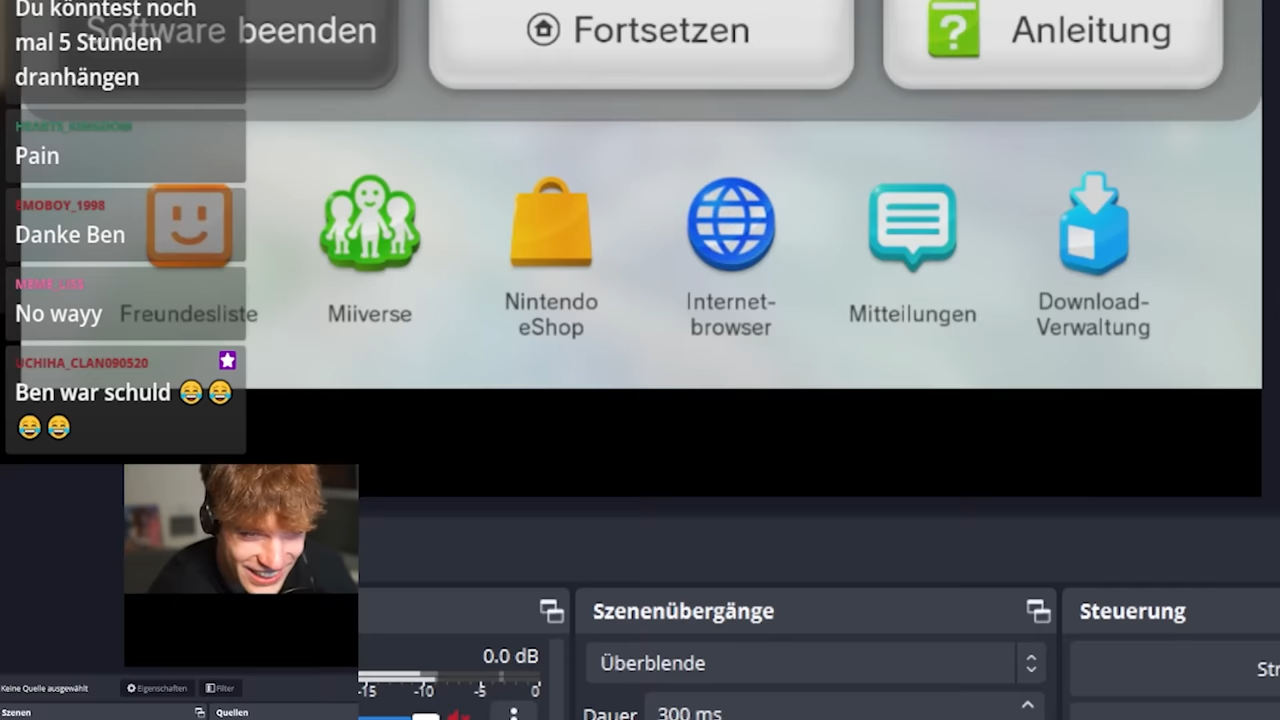 Du könntest noch
mal 5 Stunden
dranhängen
Software beenden
Fortsetzen
Anleitung
Pain
EMOBOY_1998
Danke Ben
No wayy
UCHIHA_CLAN090520
Ben war schuld 😂😂
😂😂
Freundesliste
Miiverse
Nintendo
eShop
Internet-
browser
Mitteilungen
Download-
Verwaltung
Szenenübergänge
Steuerung
0.0 dB
Überblende
-15 -10 -5 0
Dauer 300 ms
Keine Quelle ausgewählt
Eigenschaften
Filter
Szenen
Quellen